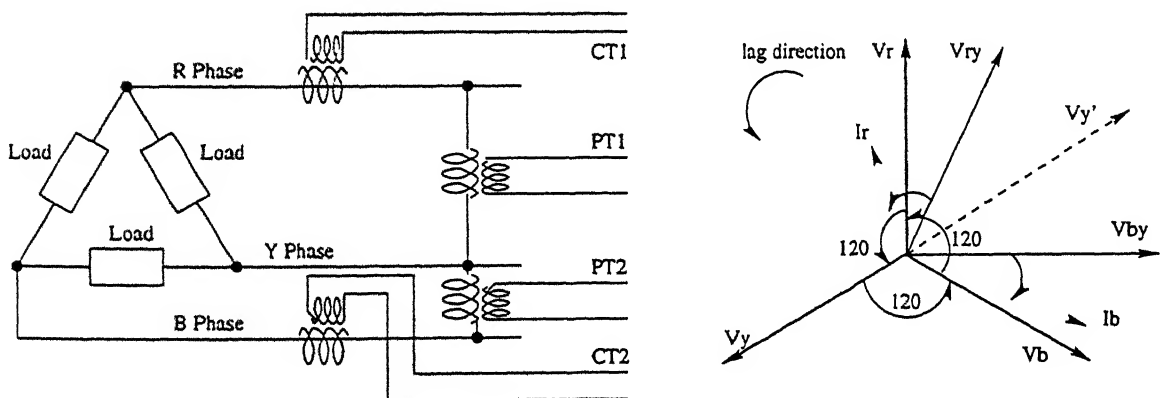 CT1
R Phase
Load
Load
PT1
Load
Y Phase
PT2
B Phase
CT2
lag direction
Vr
Vry
Vy'
Ir
120
120
Vby
120
Ib
Vy
Vb